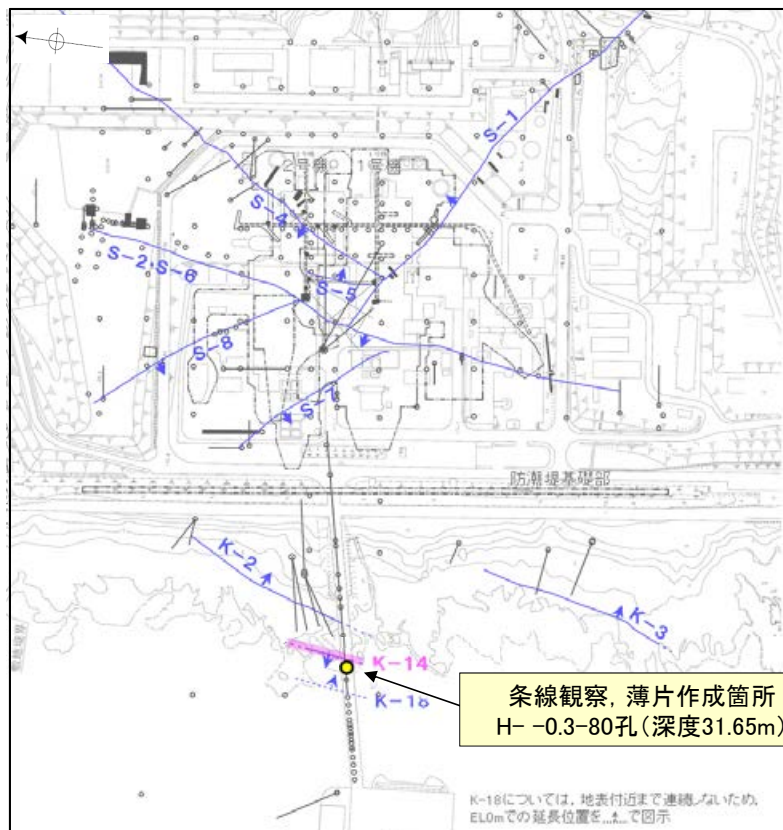 S-1
2号機
1号機
S-4
S-2・S-6
S-5
S-8
S-7
防潮堤基礎部
K-2
K-3
K-14
K-18
条線観察, 薄片作成箇所
H- -0.3-80孔(深度31.65m)
K-18については, 地表付近まで連続しないため,
EL0mでの延長位置を
で図示